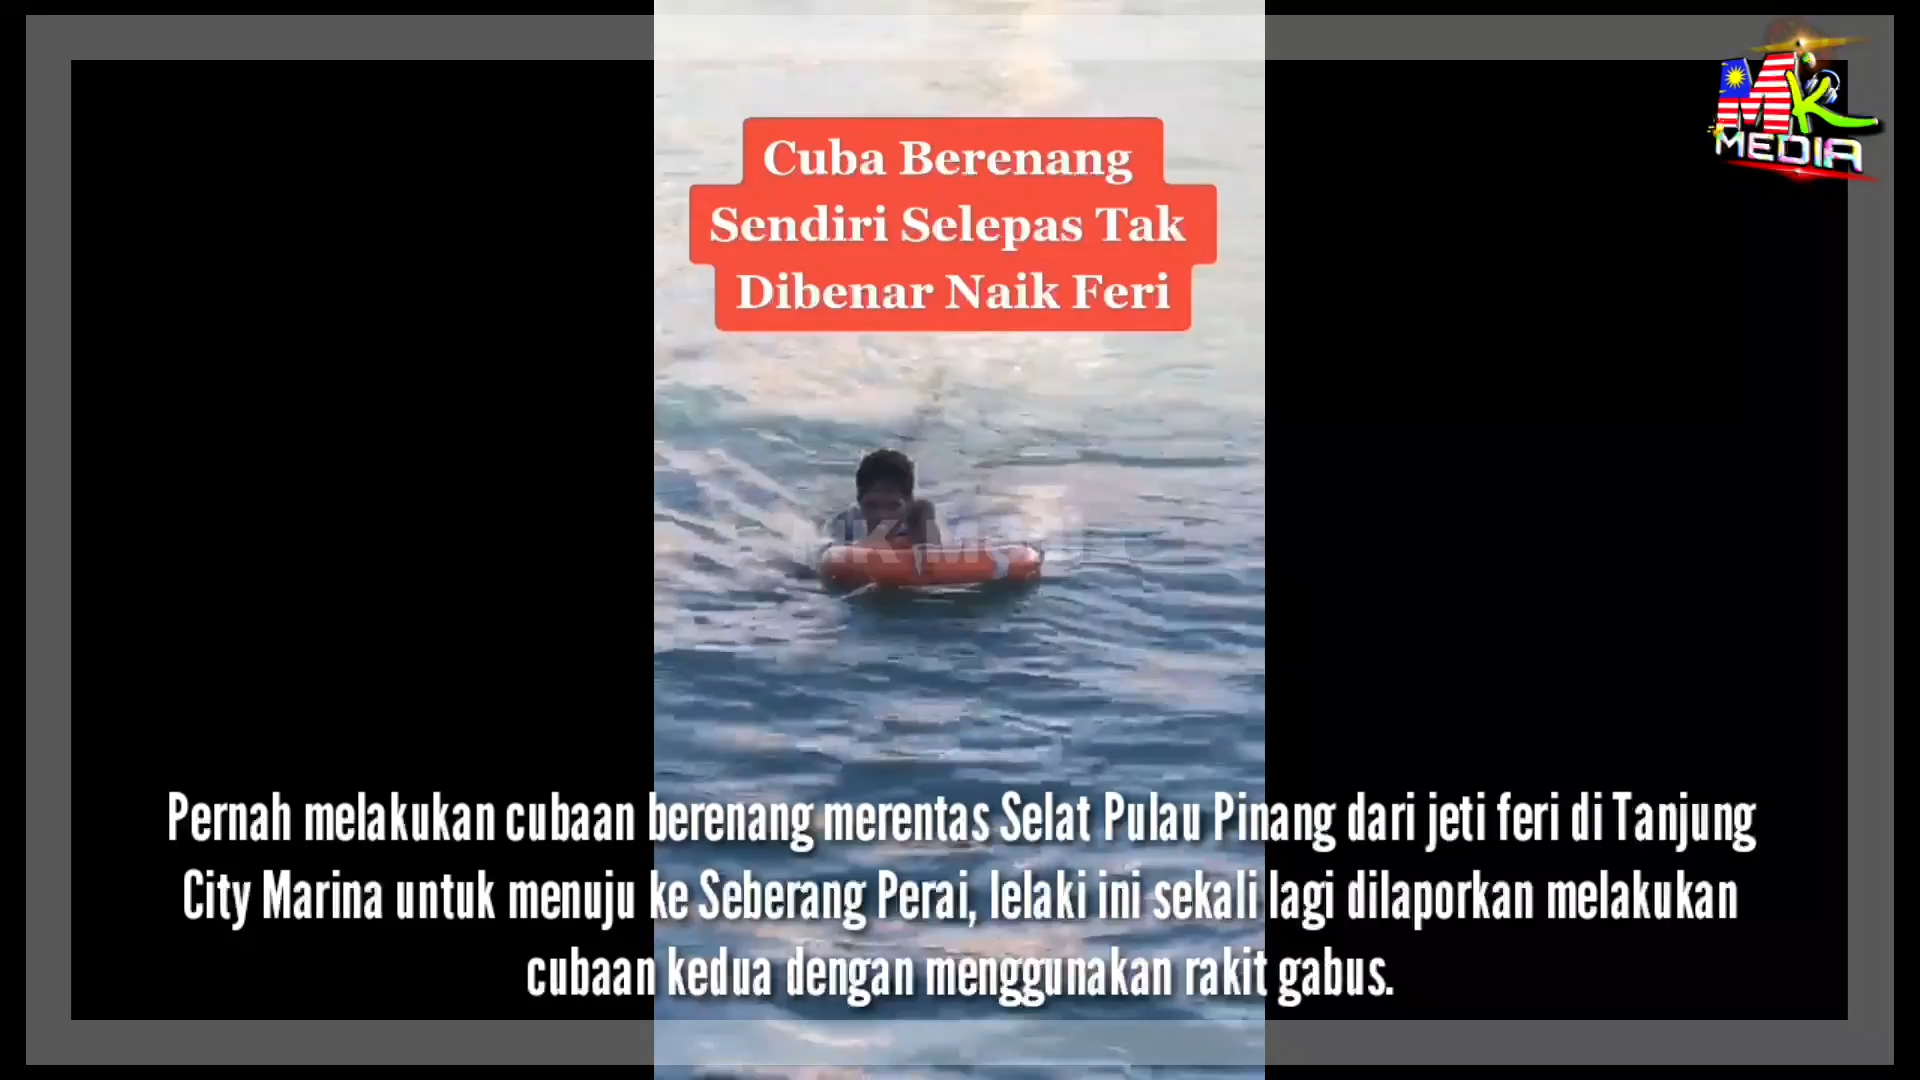 MK
MEDIA
Cuba Berenang
Sendiri Selepas Tak
Dibenar Naik Feri
MK M
Pernah melakukan cubaan berenang merentas Selat Pulau Pinang dari jeti feri di Tanjung
City Marina untuk menuju ke Seberang Perai, lelaki ini sekali lagi dilaporkan melakukan
cubaan kedua dengan menggunakan rakit gabus.